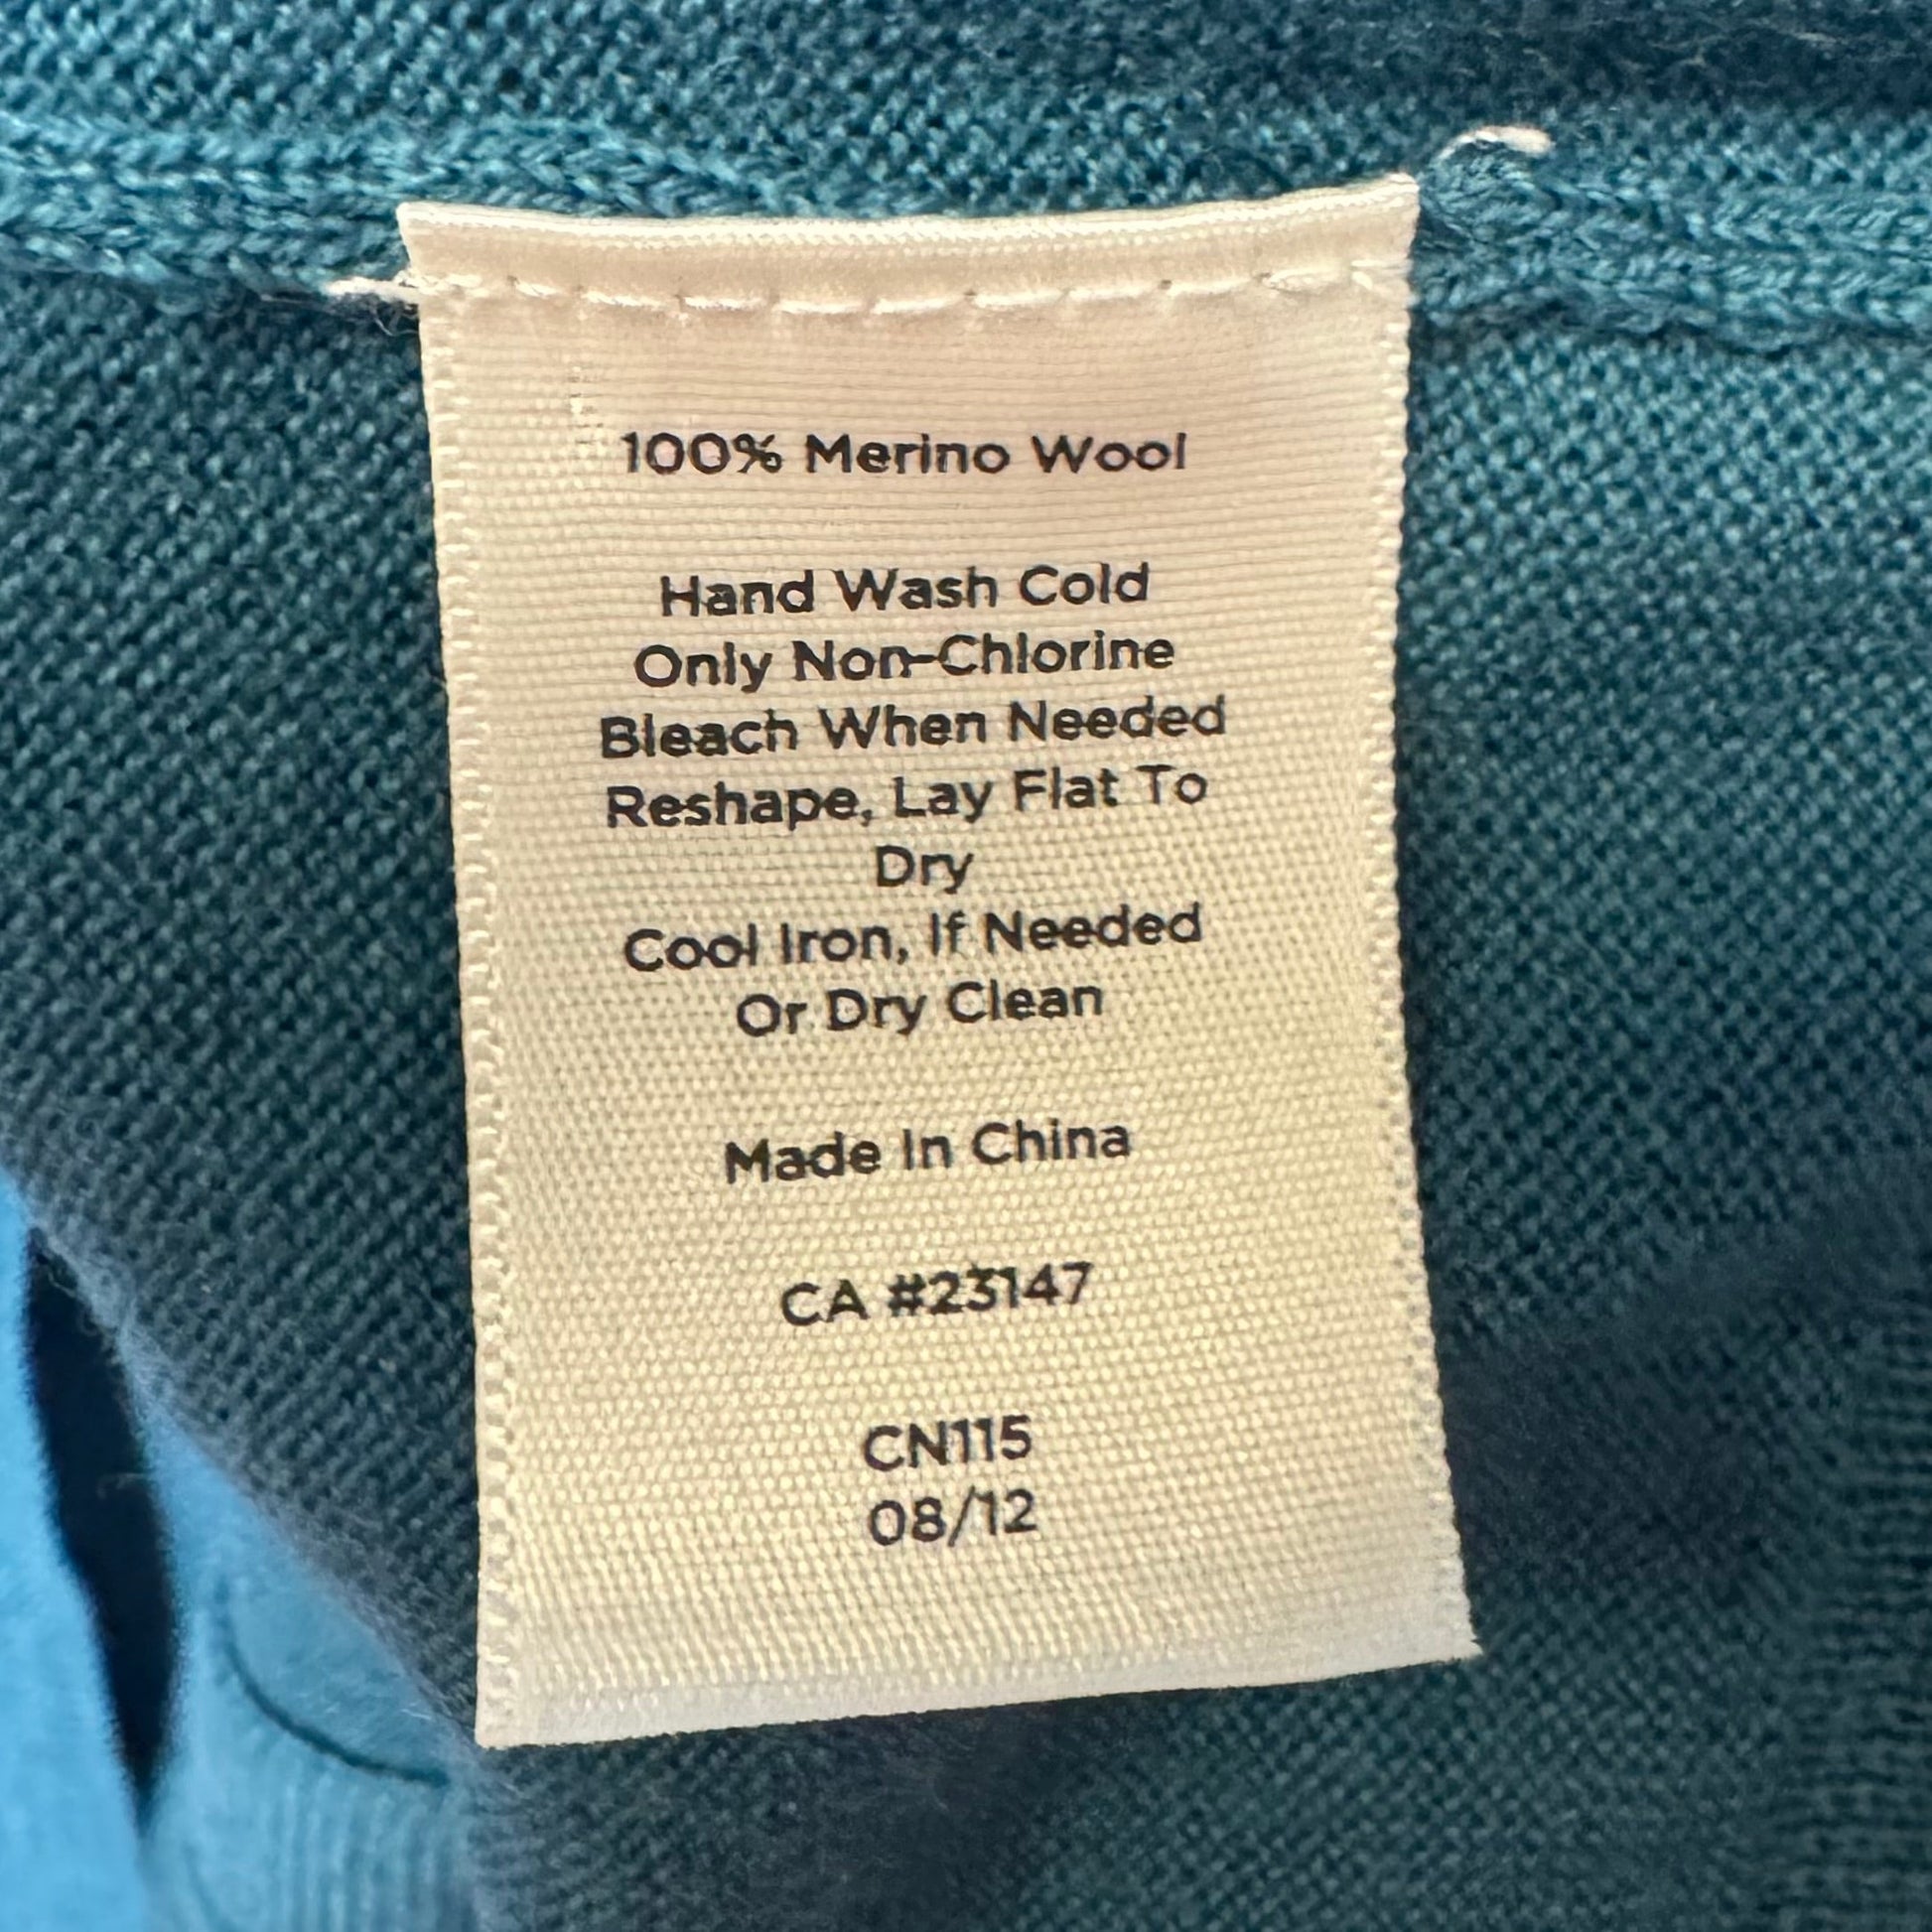 100% Merino Wool
Hand Wash Cold
Only Non-Chlorine
Bleach When Needed
Reshape, Lay Flat To
Dry
Cool Iron, If Needed
Or Dry Clean
Made In China
CA #23147
CN115
08/12